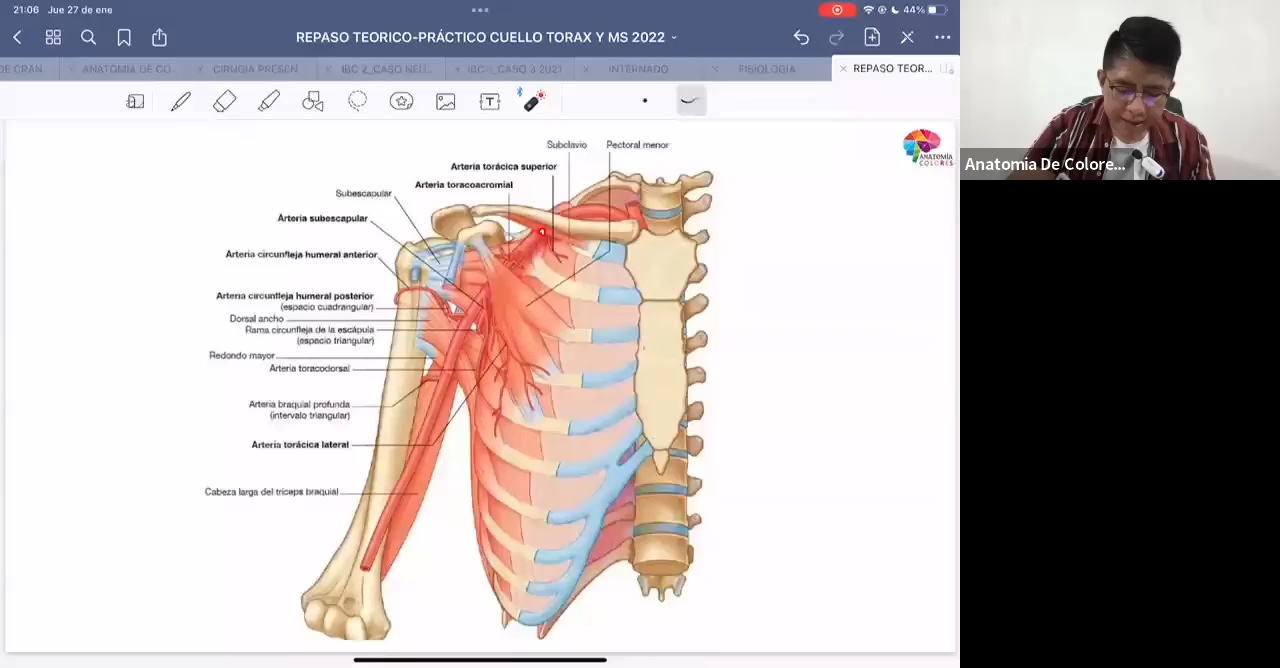 21:06 Jue 27 de ene
44%
REPASO TEORICO-PRÁCTICO CUELLO TORAX Y MS 2022
ANATOMIA DE CO...
CIRUGIA PRESEN
INTERNADO
FISIOLOGIA
REPASO TEOR...
ANATOMÍA
COLORES
Anatomia De Colore...
Subclavio
Pectoral menor
Arteria torácica superior
Arteria toracoacromial
Subescapular
Arteria subescapular
Arteria circunfleja humeral anterior
Arteria circunfleja humeral posterior
(espacio cuadrangular)
Dorsal ancho
Rama circunfleja de la escápula
(espacio triangular)
Redondo mayor
Arteria toracodorsal
Arteria braquial profunda
(intervalo triangular)
Arteria torácica lateral
Cabeza larga del tríceps braquial